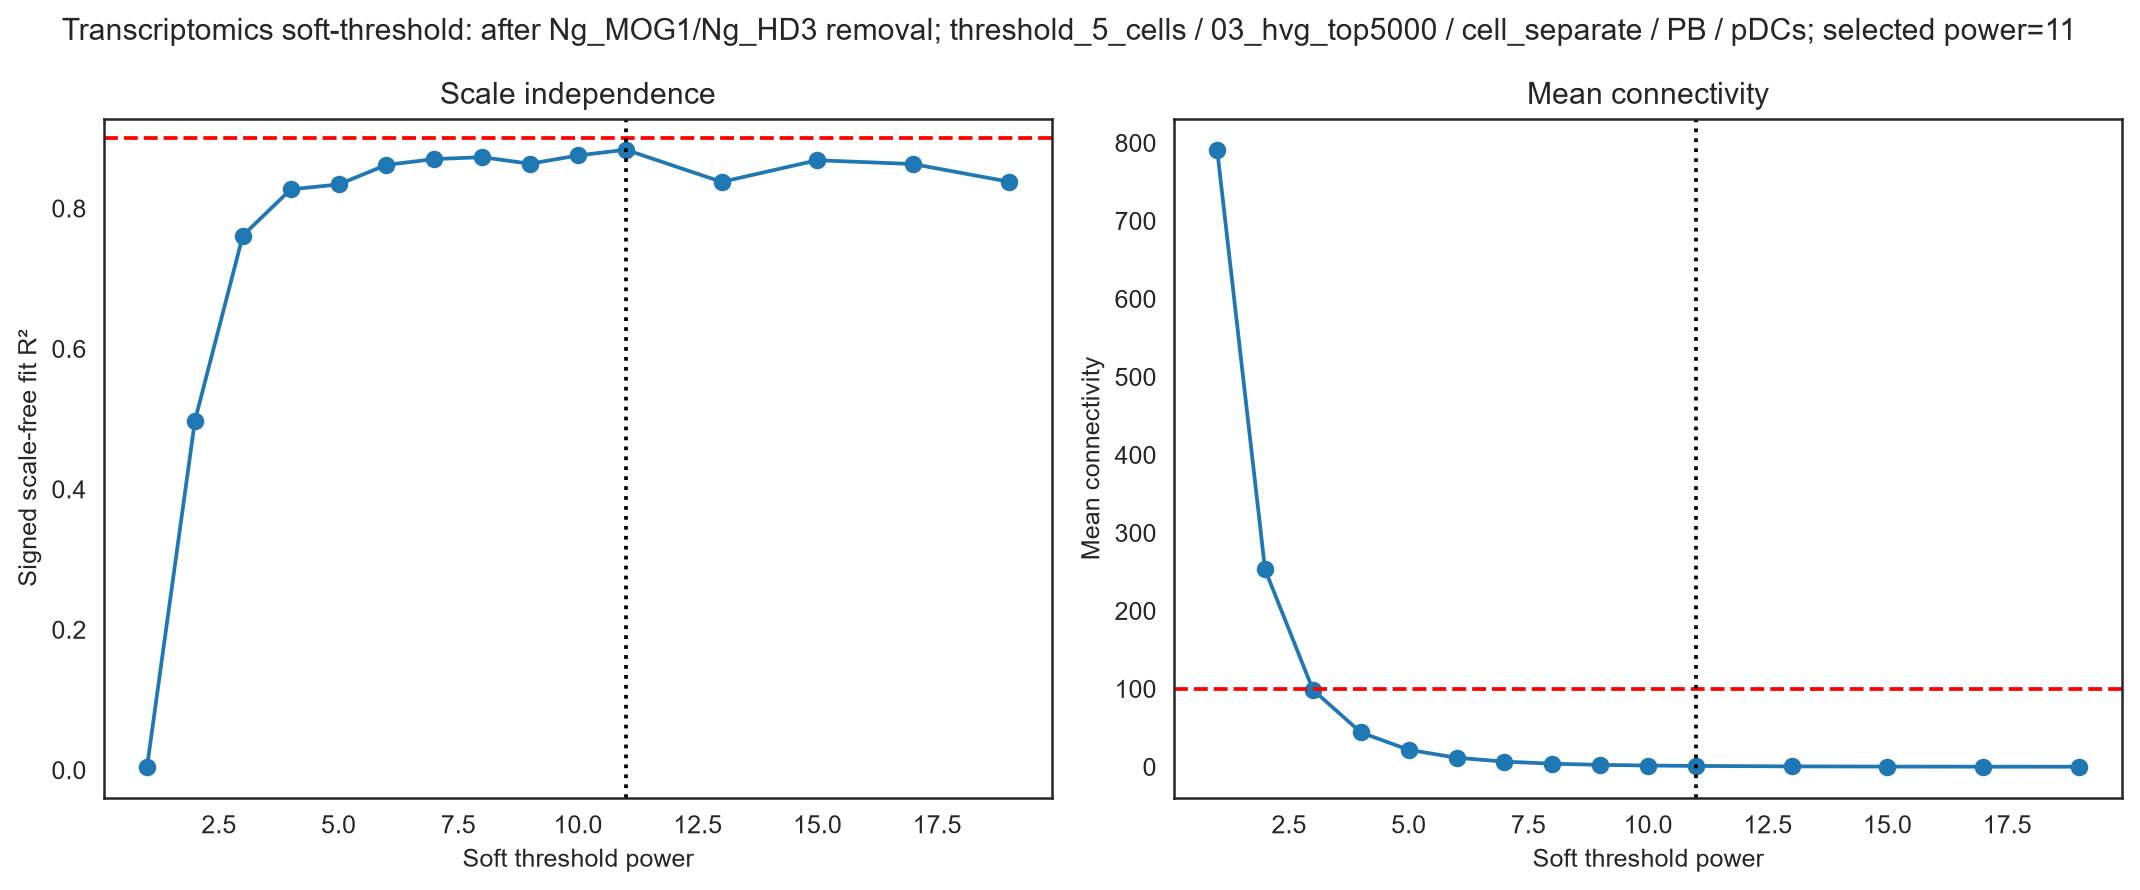 Transcriptomics soft-threshold: after Ng_MOG1/Ng_HD3 removal; threshold_5_cells / 03_hvg_top5000 / cell_separate / PB / pDCs; selected power=11
Scale independence
Signed scale-free fit R²
0.8
0.6
0.4
0.2
0.0
2.5 5.0 7.5 10.0 12.5 15.0 17.5
Soft threshold power
Mean connectivity
Mean connectivity
800
700
600
500
400
300
200
100
0
2.5 5.0 7.5 10.0 12.5 15.0 17.5
Soft threshold power